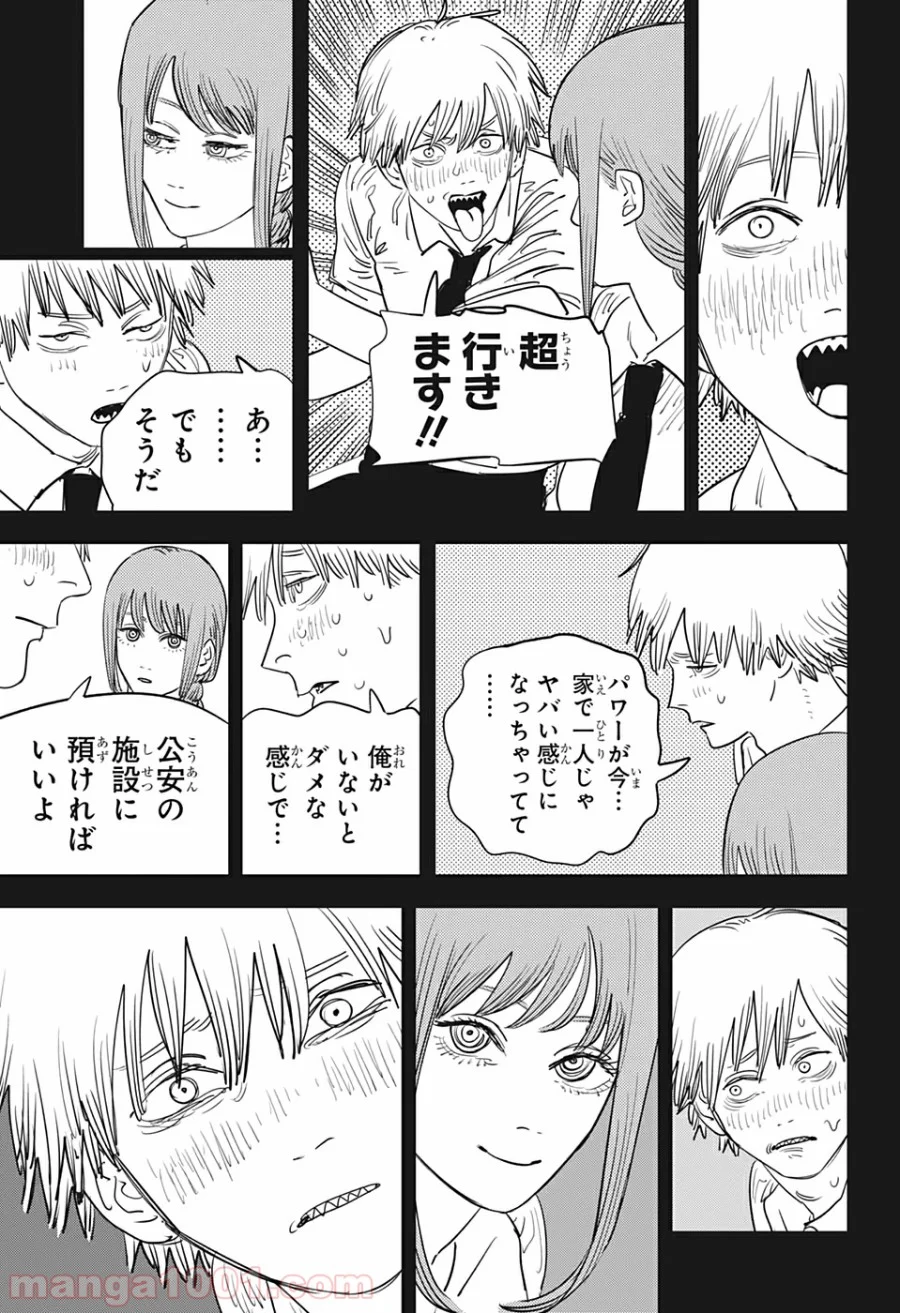 超
行き
ます!!
あ…
……
でも
そうだ
パワーが今…
家で一人じゃ
ヤバい感じに
なっちゃってて
……
俺が
いないと
ダメな
感じで…
公安の
施設に
預ければ
いいよ
manga1001.com